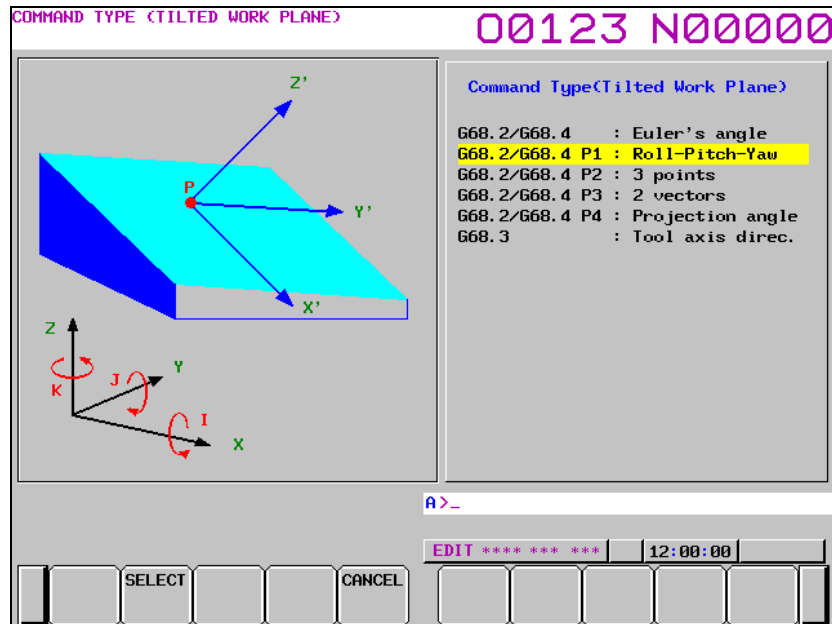 COMMAND TYPE (TILTED WORK PLANE)
O0123 N00000
Z'
P
Y'
X'
Z
Y
J
K
I
X
Command Type(Tilted Work Plane)
G68.2/G68.4 : Euler's angle
G68.2/G68.4 P1 : Roll-Pitch-Yaw
G68.2/G68.4 P2 : 3 points
G68.2/G68.4 P3 : 2 vectors
G68.2/G68.4 P4 : Projection angle
G68.3 : Tool axis direc.
A>_
EDIT **** *** *** 12:00:00
SELECT CANCEL